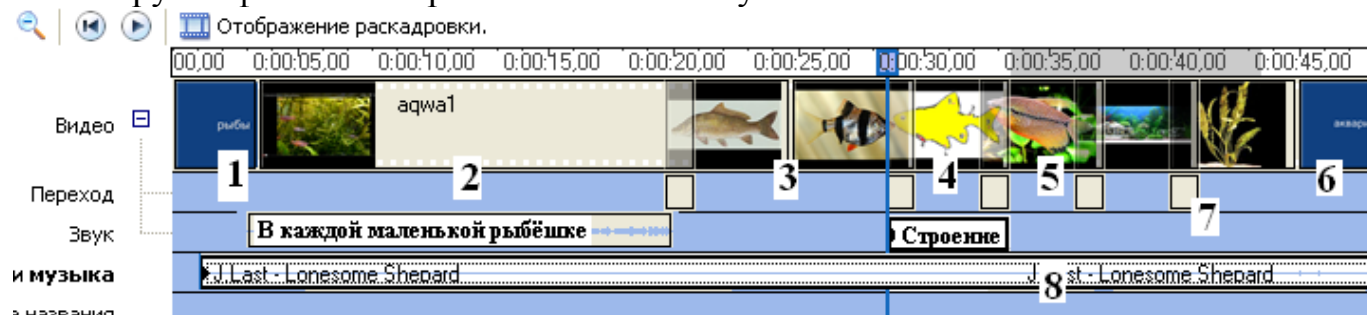 Отображение раскадровки.
00,00 0:00:05,00 0:00:10,00 0:00:15,00 0:00:20,00 0:00:25,00 0:00:30,00 0:00:35,00 0:00:40,00 0:00:45,00
Видео рыбы aqwa1
1 2 3 4 5 6
Переход
7
Звук В каждой маленькой рыбёшке Строение
и музыка J.Last - Lonesome Shepard st - Lonesome Shepard
8
названия